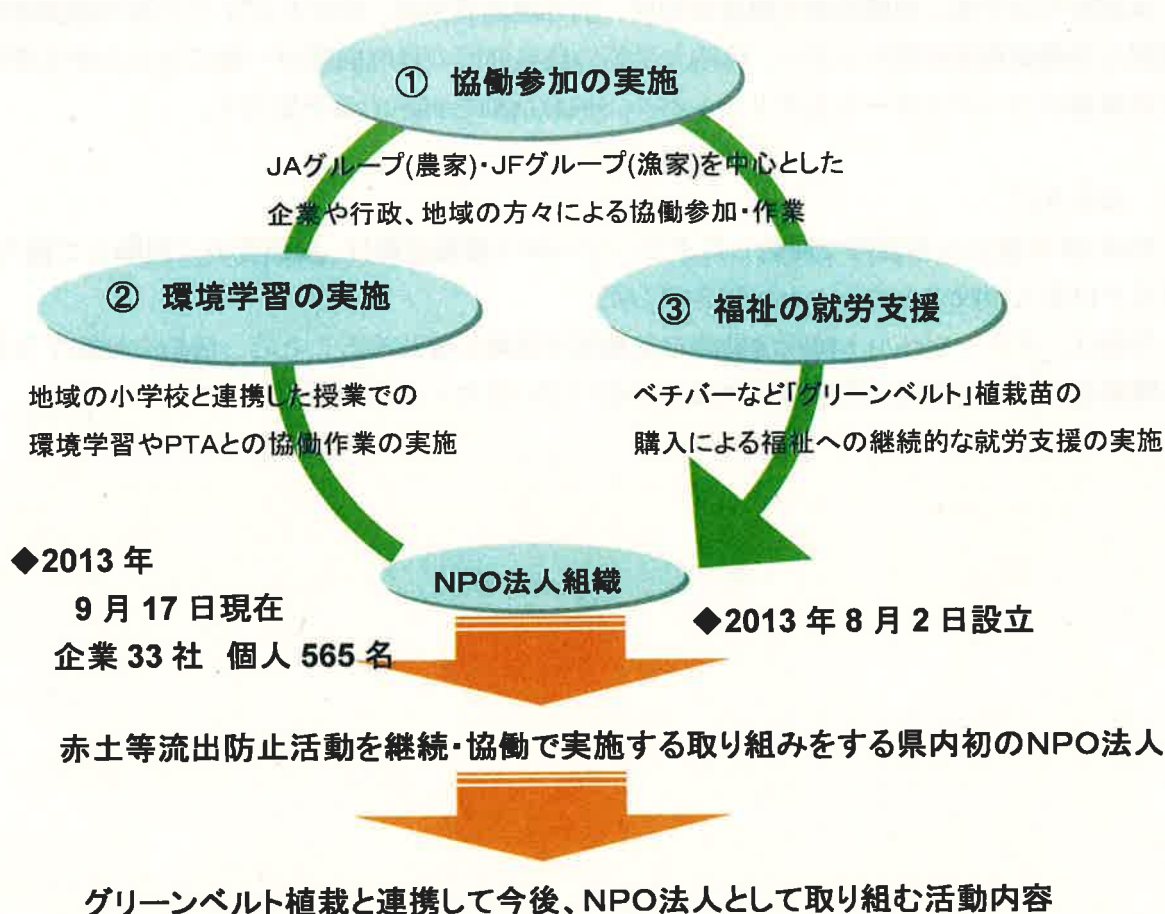 ① 協働参加の実施
JAグループ(農家)・JFグループ(漁家)を中心とした
企業や行政、地域の方々による協働参加・作業
② 環境学習の実施
③ 福祉の就労支援
地域の小学校と連携した授業での
環境学習やPTAとの協働作業の実施
ベチバーなど「グリーンベルト」植栽苗の
購入による福祉への継続的な就労支援の実施
◆2013 年
9 月 17 日現在
企業 33 社 個人 565 名
NPO法人組織
◆2013 年 8 月 2 日設立
赤土等流出防止活動を継続・協働で実施する取り組みをする県内初のNPO法人
グリーンベルト植栽と連携して今後、NPO法人として取り組む活動内容